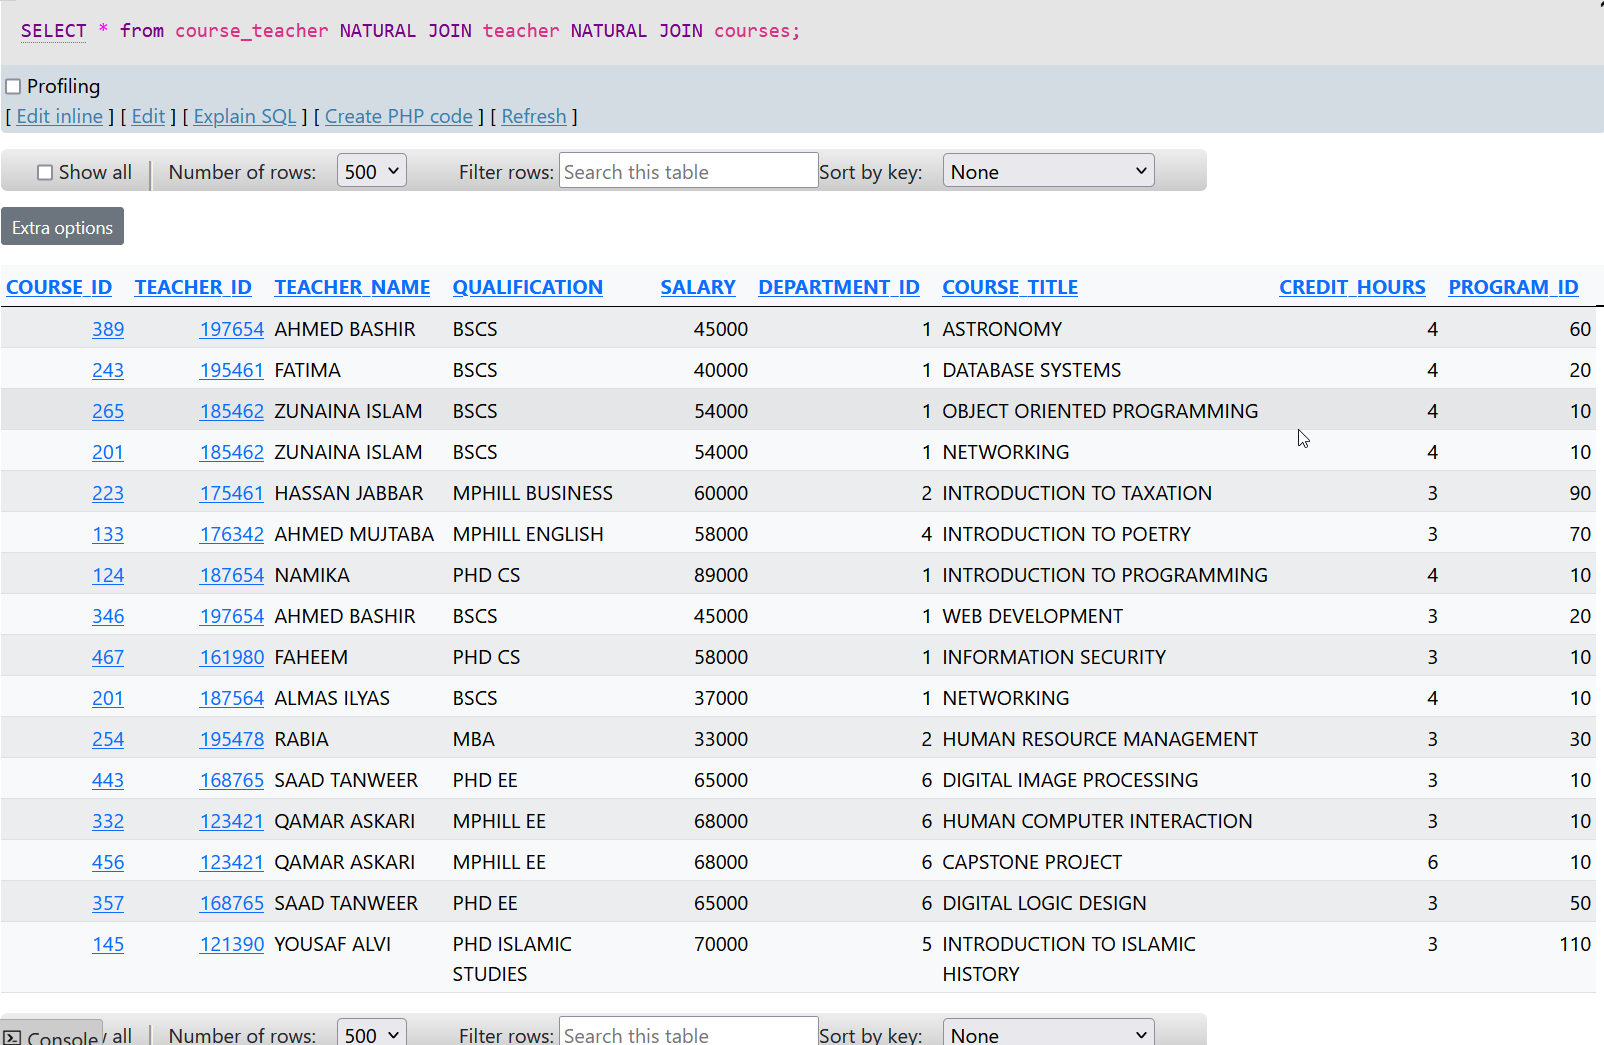 SELECT * from course_teacher NATURAL JOIN teacher NATURAL JOIN courses;
Profiling
[ Edit inline ] [ Edit ] [ Explain SQL ] [ Create PHP code ] [ Refresh ]
Show all Number of rows: 500 Filter rows: Search this table Sort by key: None
Extra options
COURSE_ID TEACHER_ID TEACHER_NAME QUALIFICATION SALARY DEPARTMENT_ID COURSE_TITLE CREDIT_HOURS PROGRAM_ID
389 197654 AHMED BASHIR BSCS 45000 1 ASTRONOMY 4 60
243 195461 FATIMA BSCS 40000 1 DATABASE SYSTEMS 4 20
265 185462 ZUNAINA ISLAM BSCS 54000 1 OBJECT ORIENTED PROGRAMMING 4 10
201 185462 ZUNAINA ISLAM BSCS 54000 1 NETWORKING 4 10
223 175461 HASSAN JABBAR MPHILL BUSINESS 60000 2 INTRODUCTION TO TAXATION 3 90
133 176342 AHMED MUJTABA MPHILL ENGLISH 58000 4 INTRODUCTION TO POETRY 3 70
124 187654 NAMIKA PHD CS 89000 1 INTRODUCTION TO PROGRAMMING 4 10
346 197654 AHMED BASHIR BSCS 45000 1 WEB DEVELOPMENT 3 20
467 161980 FAHEEM PHD CS 58000 1 INFORMATION SECURITY 3 10
201 187564 ALMAS ILYAS BSCS 37000 1 NETWORKING 4 10
254 195478 RABIA MBA 33000 2 HUMAN RESOURCE MANAGEMENT 3 30
443 168765 SAAD TANWEER PHD EE 65000 6 DIGITAL IMAGE PROCESSING 3 10
332 123421 QAMAR ASKARI MPHILL EE 68000 6 HUMAN COMPUTER INTERACTION 3 10
456 123421 QAMAR ASKARI MPHILL EE 68000 6 CAPSTONE PROJECT 6 10
357 168765 SAAD TANWEER PHD EE 65000 6 DIGITAL LOGIC DESIGN 3 50
145 121390 YOUSAF ALVI PHD ISLAMIC 70000 5 INTRODUCTION TO ISLAMIC 3 110
STUDIES HISTORY
Console all Number of rows: 500 Filter rows: Search this table Sort by key: None